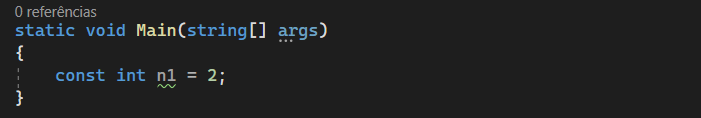 0 referências
static void Main(string[] args)
{
    const int n1 = 2;
}